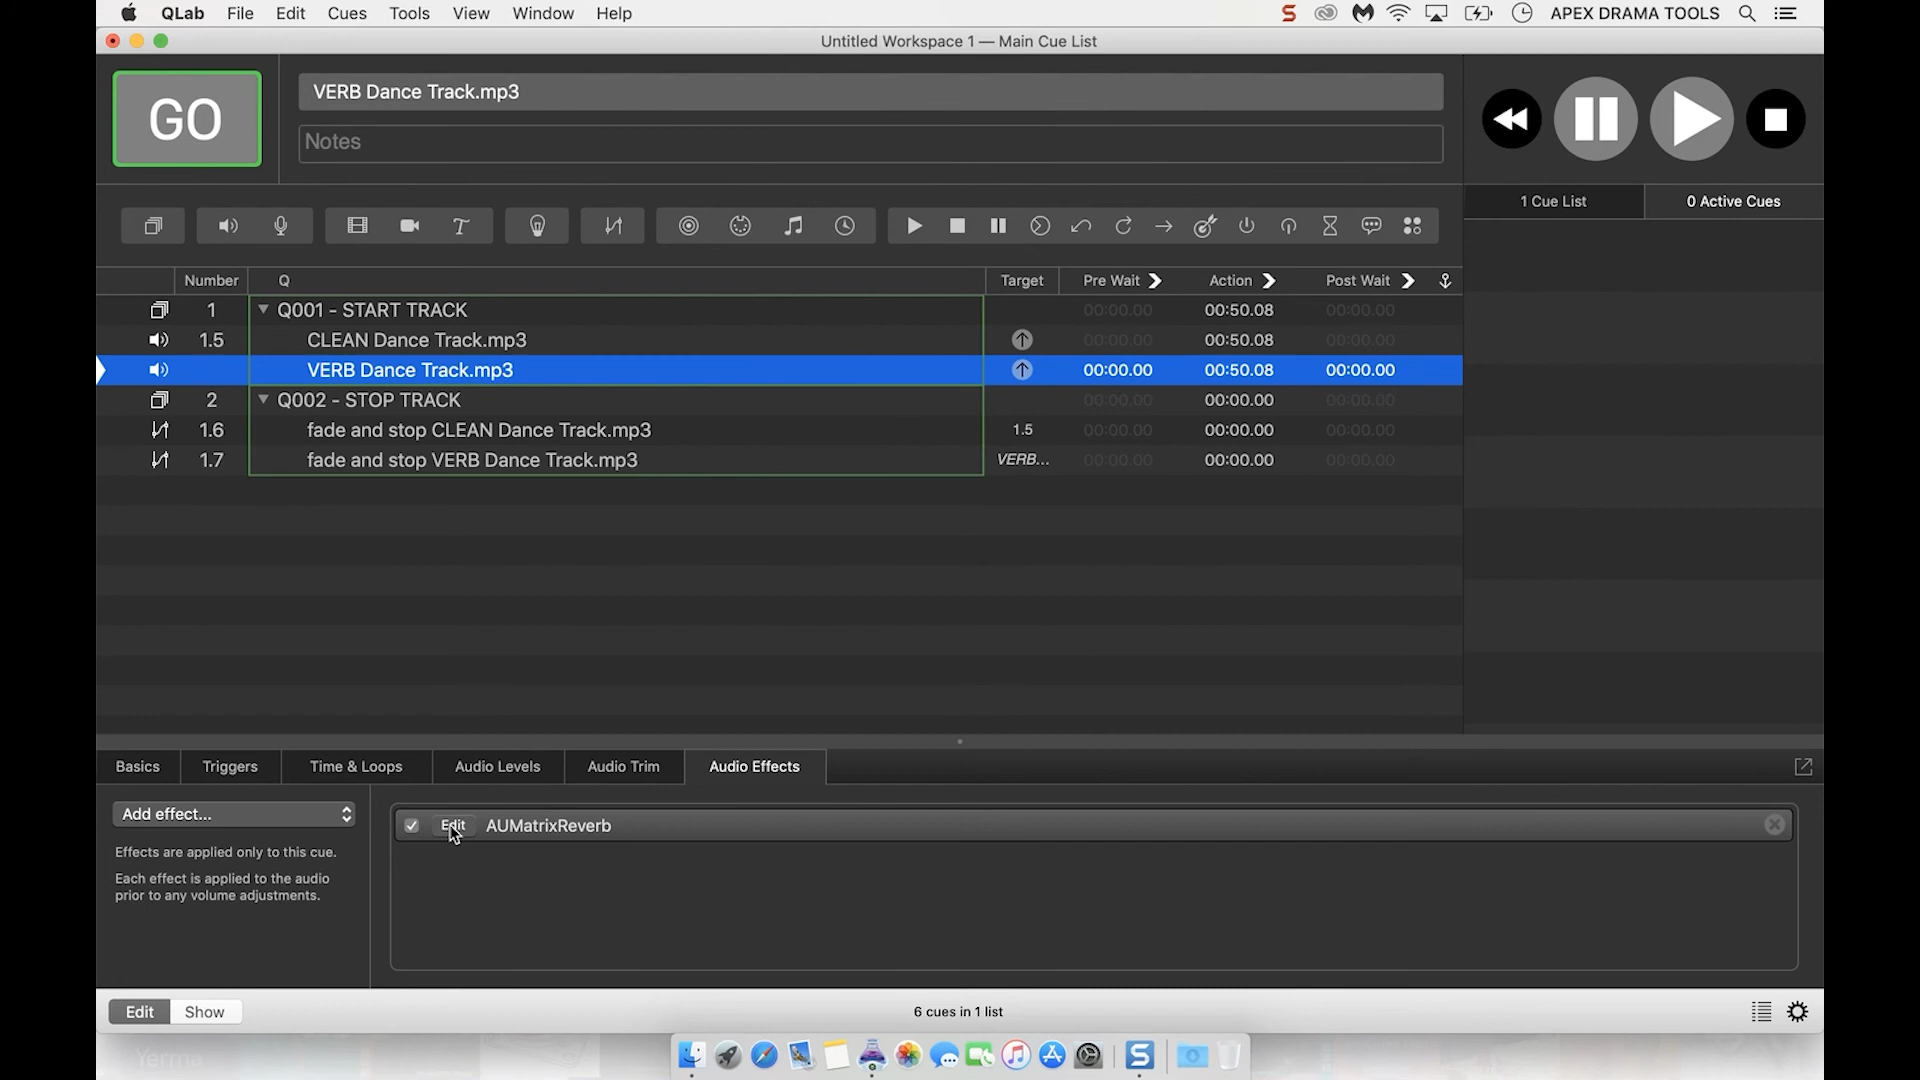 QLab File Edit Cues Tools View Window Help APEX DRAMA TOOLS
Untitled Workspace 1 — Main Cue List
GO
VERB Dance Track.mp3
Notes
1 Cue List
0 Active Cues
Number Q Target Pre Wait Action Post Wait
1 Q001 - START TRACK 00:00.00 00:50.08 00:00.00
1.5 CLEAN Dance Track.mp3 00:00.00 00:50.08 00:00.00
VERB Dance Track.mp3 00:00.00 00:50.08 00:00.00
2 Q002 - STOP TRACK 00:00.00 00:00.00 00:00.00
1.6 fade and stop CLEAN Dance Track.mp3 1.5 00:00.00 00:00.00 00:00.00
1.7 fade and stop VERB Dance Track.mp3 VERB... 00:00.00 00:00.00 00:00.00
Basics Triggers Time & Loops Audio Levels Audio Trim Audio Effects
Add effect...
Edit AUMatrixReverb
Effects are applied only to this cue.
Each effect is applied to the audio
prior to any volume adjustments.
Edit Show
6 cues in 1 list
Yerma